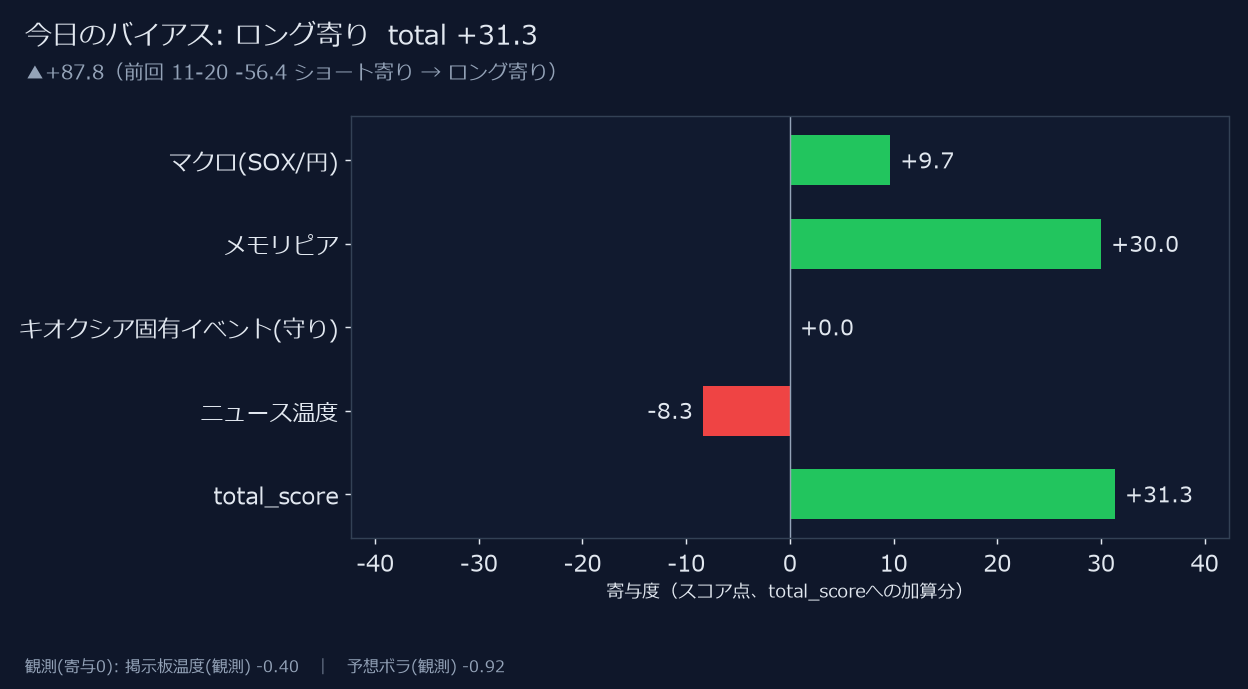 今日のバイアス: ロング寄り  total +31.3
▲+87.8（前回 11-20 -56.4 ショート寄り → ロング寄り）
マクロ(SOX/円)
+9.7
メモリピア
+30.0
キオクシア固有イベント(守り)
+0.0
ニュース温度
-8.3
total_score
+31.3
-40 -30 -20 -10 0 10 20 30 40
寄与度（スコア点、total_scoreへの加算分）
観測(寄与0): 掲示板温度(観測) -0.40 ｜ 予想ボラ(観測) -0.92